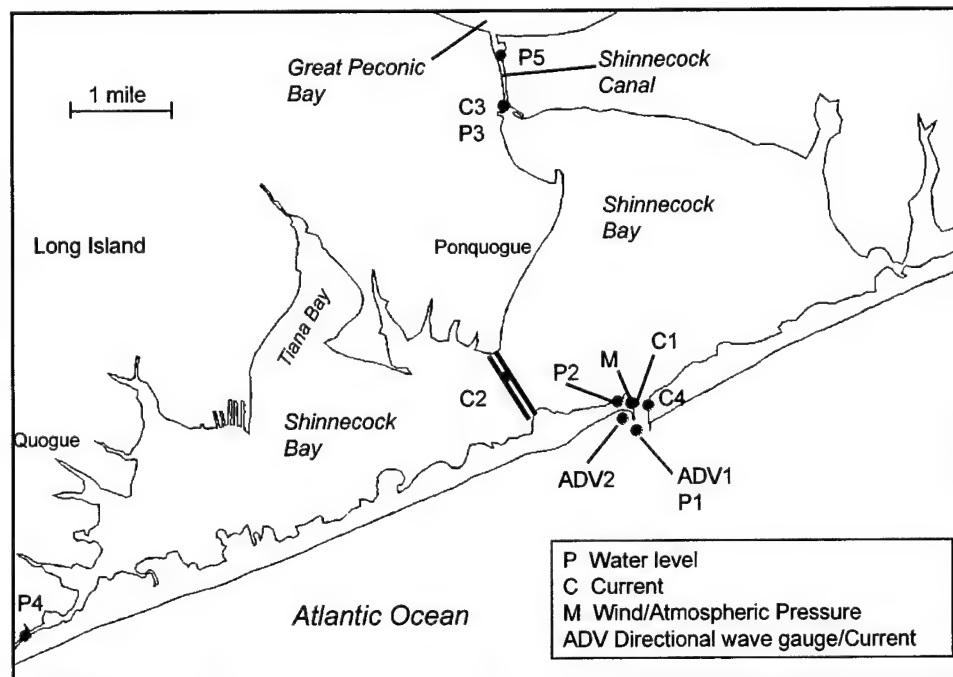 Great Peconic
Bay
P5
Shinnecock
Canal
1 mile
C3
P3
Shinnecock
Bay
Long Island
Ponquogue
Tiana Bay
C1
M
P2
C2
C4
Shinnecock
Bay
Quogue
ADV2
ADV1
P1
P Water level
C Current
M Wind/Atmospheric Pressure
ADV Directional wave gauge/Current
P4
Atlantic Ocean